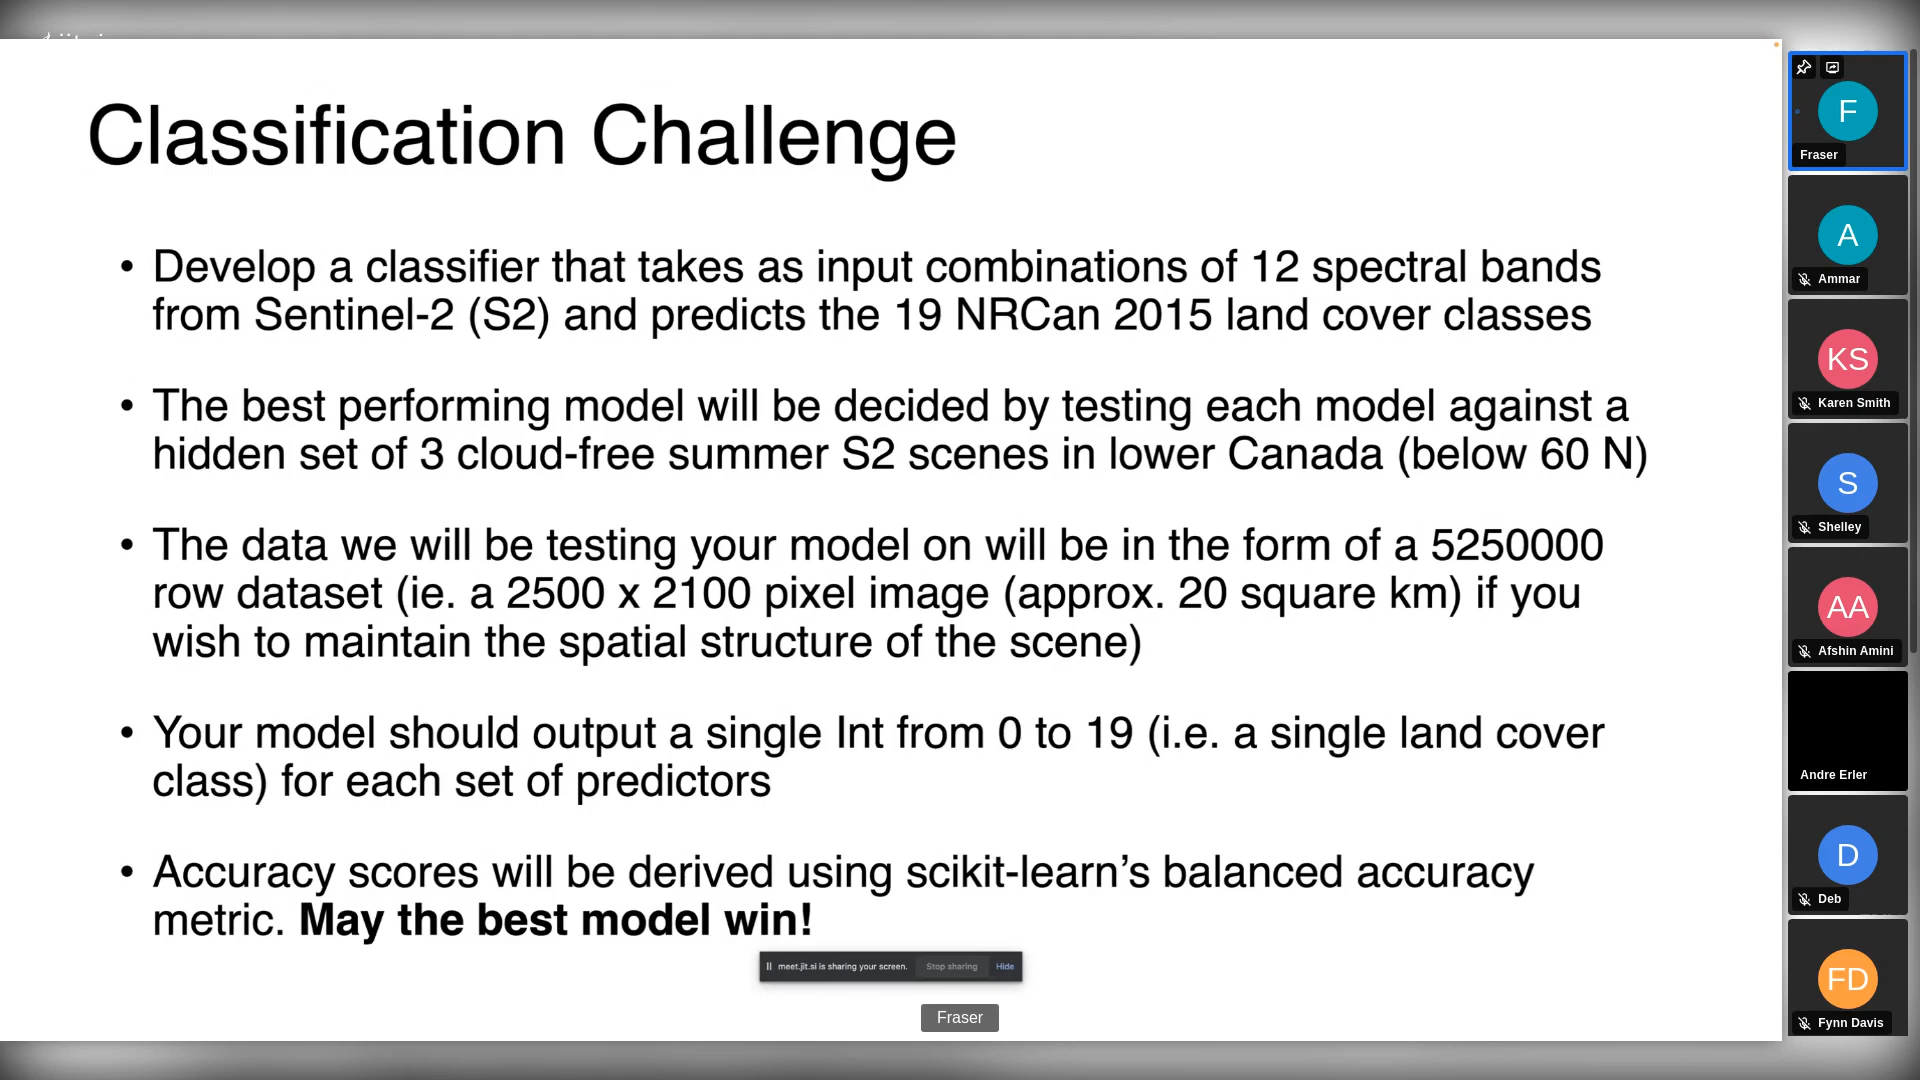 Classification Challenge
• Develop a classifier that takes as input combinations of 12 spectral bands
from Sentinel-2 (S2) and predicts the 19 NRCan 2015 land cover classes
• The best performing model will be decided by testing each model against a
hidden set of 3 cloud-free summer S2 scenes in lower Canada (below 60 N)
• The data we will be testing your model on will be in the form of a 5250000
row dataset (ie. a 2500 x 2100 pixel image (approx. 20 square km) if you
wish to maintain the spatial structure of the scene)
• Your model should output a single Int from 0 to 19 (i.e. a single land cover
class) for each set of predictors
• Accuracy scores will be derived using scikit-learn’s balanced accuracy
metric. May the best model win!
meet.jit.si is sharing your screen. Stop sharing Hide
Fraser
F
Fraser
A
Ammar
KS
Karen Smith
S
Shelley
AA
Afshin Amini
Andre Erler
D
Deb
FD
Fynn Davis